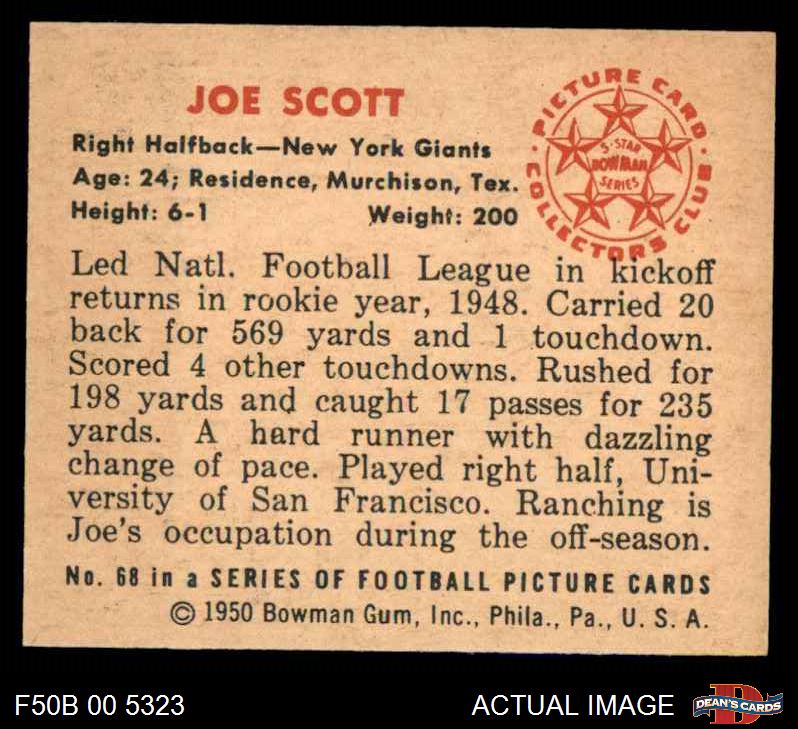 JOE SCOTT
Right Halfback—New York Giants
Age: 24; Residence, Murchison, Tex.
Height: 6-1 Weight: 200
PICTURE CARD
COLLECTORS CLUB
5-STAR
BOWMAN
SERIES
Led Natl. Football League in kickoff
returns in rookie year, 1948. Carried 20
back for 569 yards and 1 touchdown.
Scored 4 other touchdowns. Rushed for
198 yards and caught 17 passes for 235
yards. A hard runner with dazzling
change of pace. Played right half, Uni-
versity of San Francisco. Ranching is
Joe's occupation during the off-season.
No. 68 in a SERIES OF FOOTBALL PICTURE CARDS
© 1950 Bowman Gum, Inc., Phila., Pa., U. S. A.
F50B 00 5323
ACTUAL IMAGE
D
DEAN'S CARDS